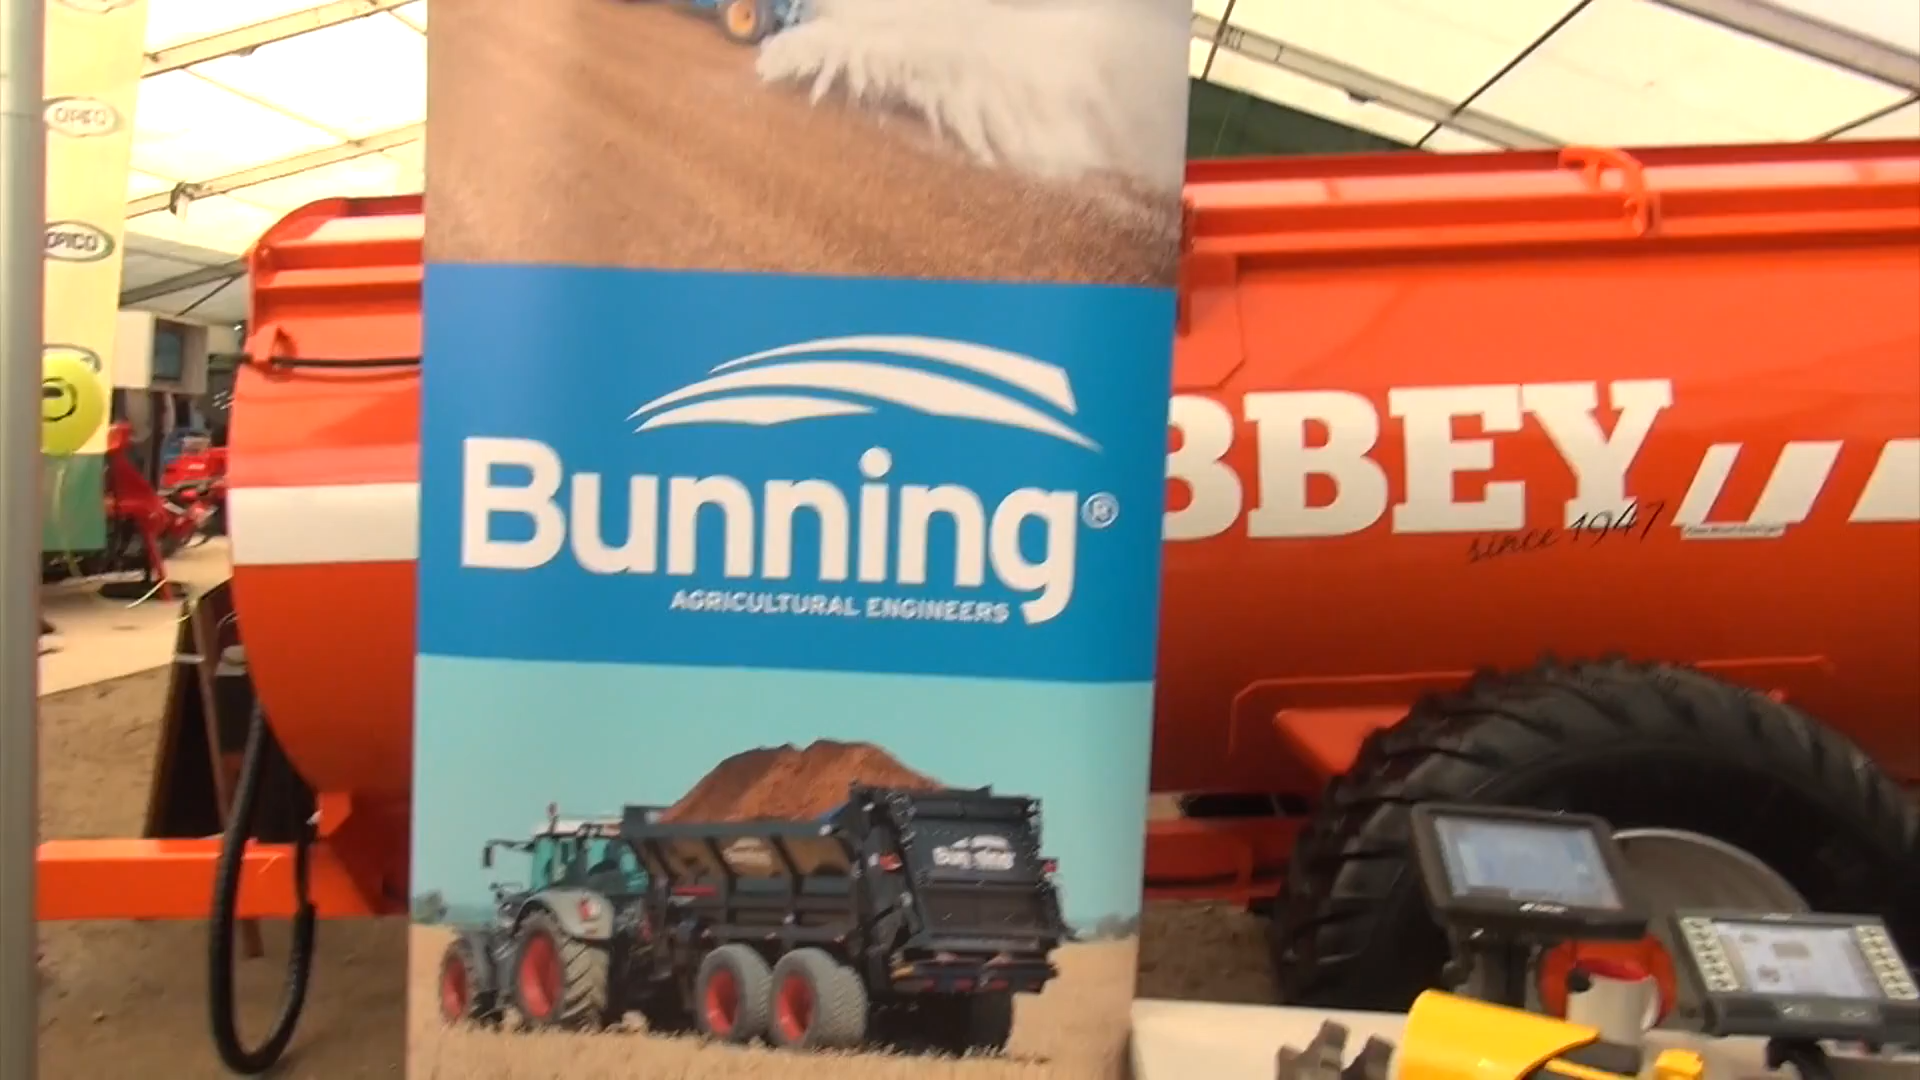 OPICO
OPICO
Bunning®
AGRICULTURAL ENGINEERS
BBEY
since 1947
Bunning